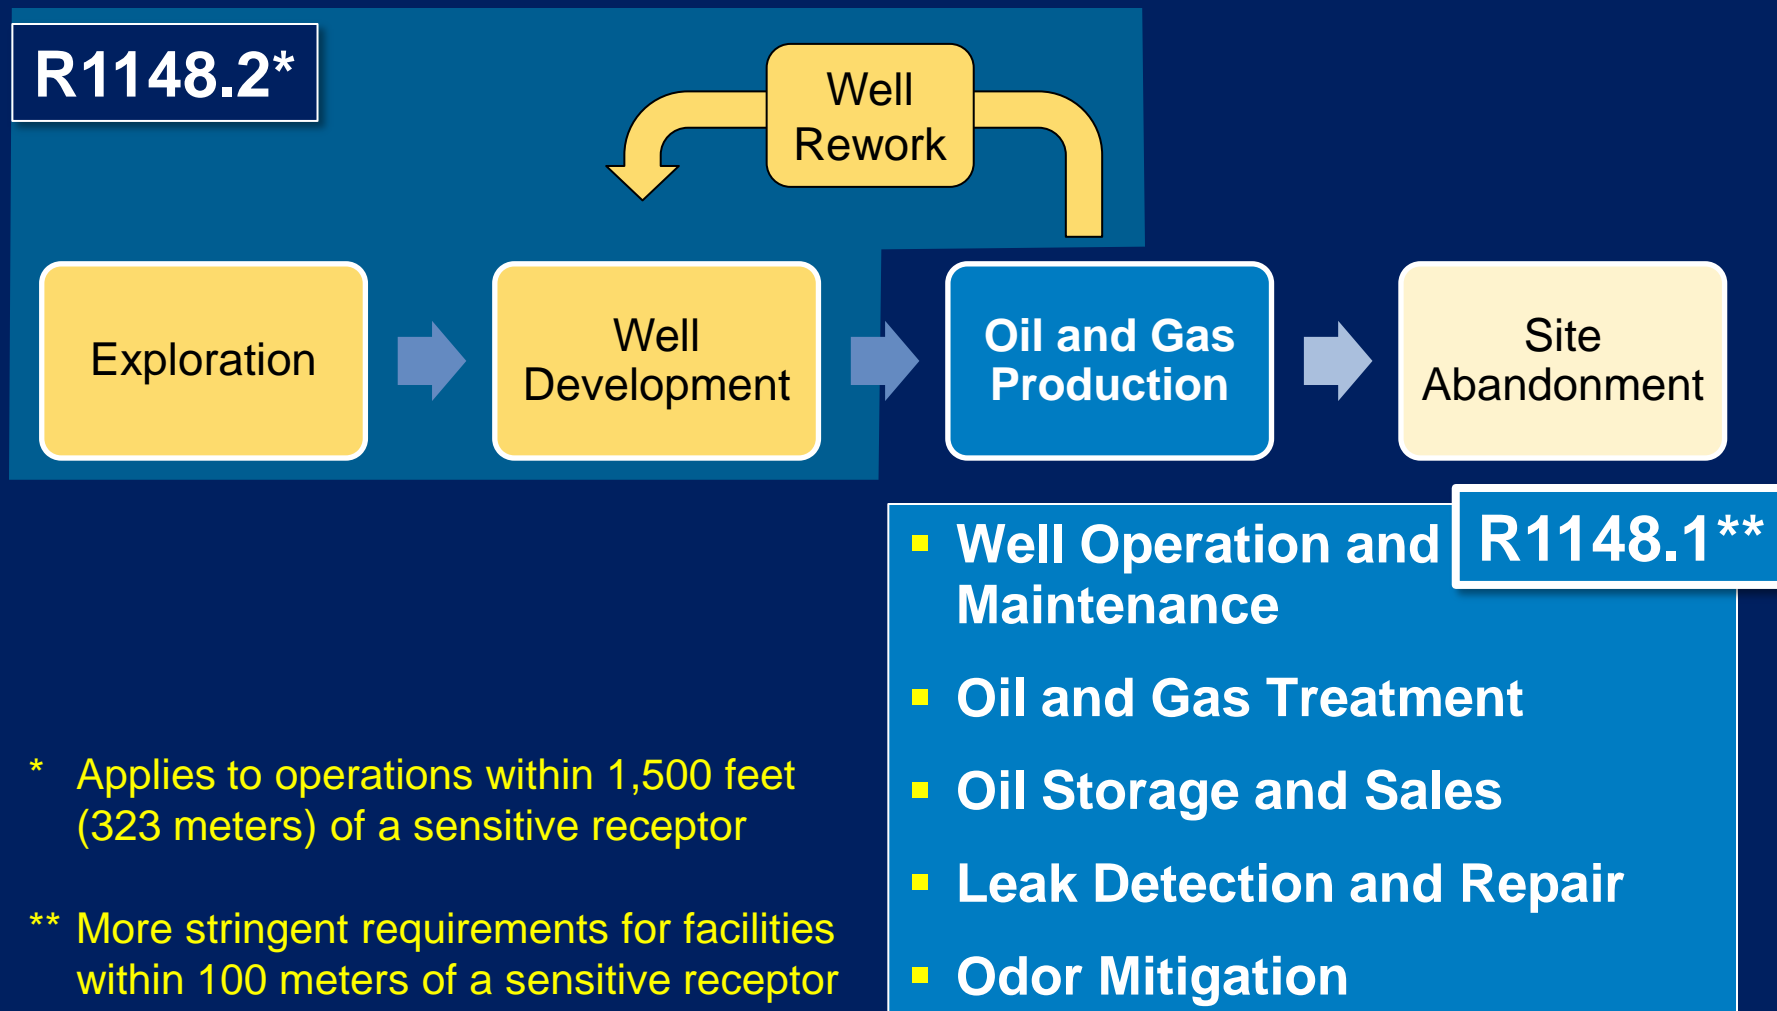 R1148.2*
Well
Rework
Exploration
Well
Development
Oil and Gas
Production
Site
Abandonment
R1148.1**
▪ Well Operation and
Maintenance
▪ Oil and Gas Treatment
▪ Oil Storage and Sales
▪ Leak Detection and Repair
▪ Odor Mitigation
* Applies to operations within 1,500 feet
(323 meters) of a sensitive receptor
** More stringent requirements for facilities
within 100 meters of a sensitive receptor